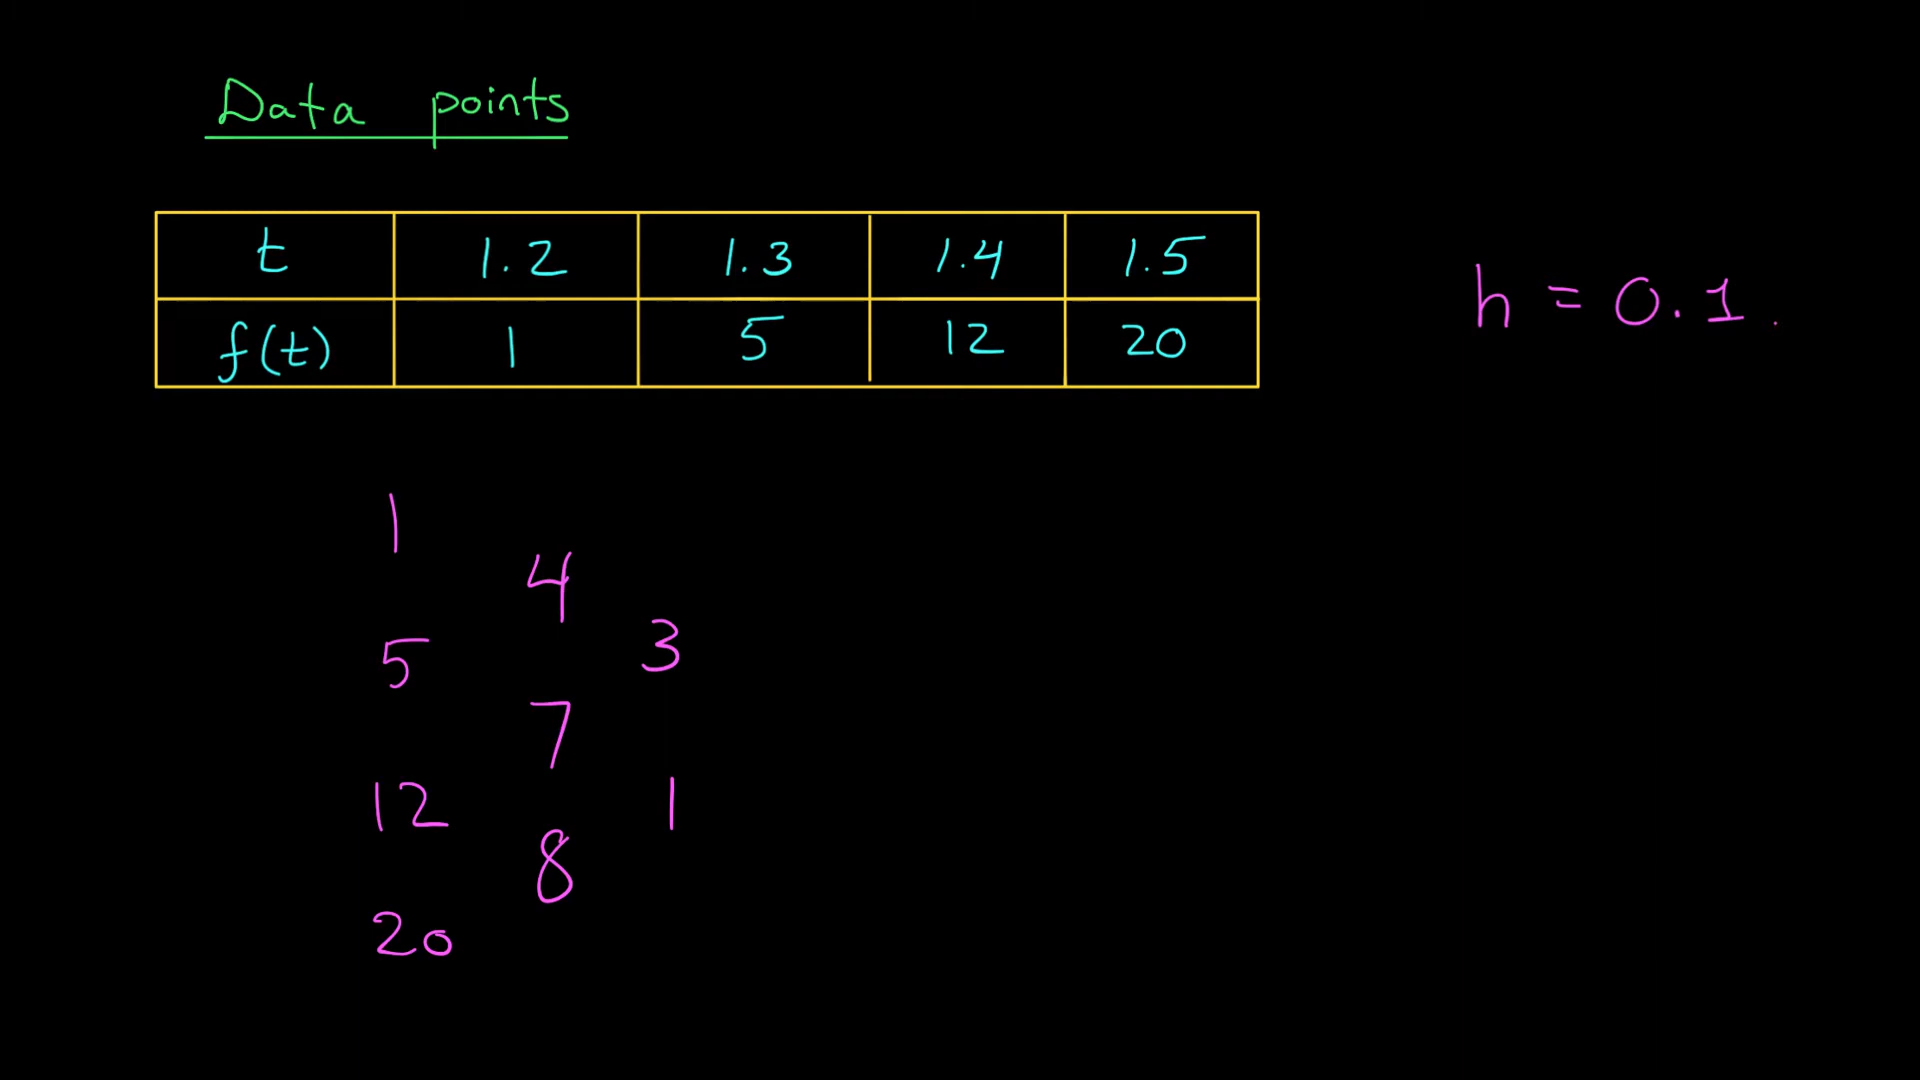 Data points
t 1.2 1.3 1.4 1.5
f(t) 1 5 12 20
h = 0.1.
1
4
5 3
7
12 1
8
20